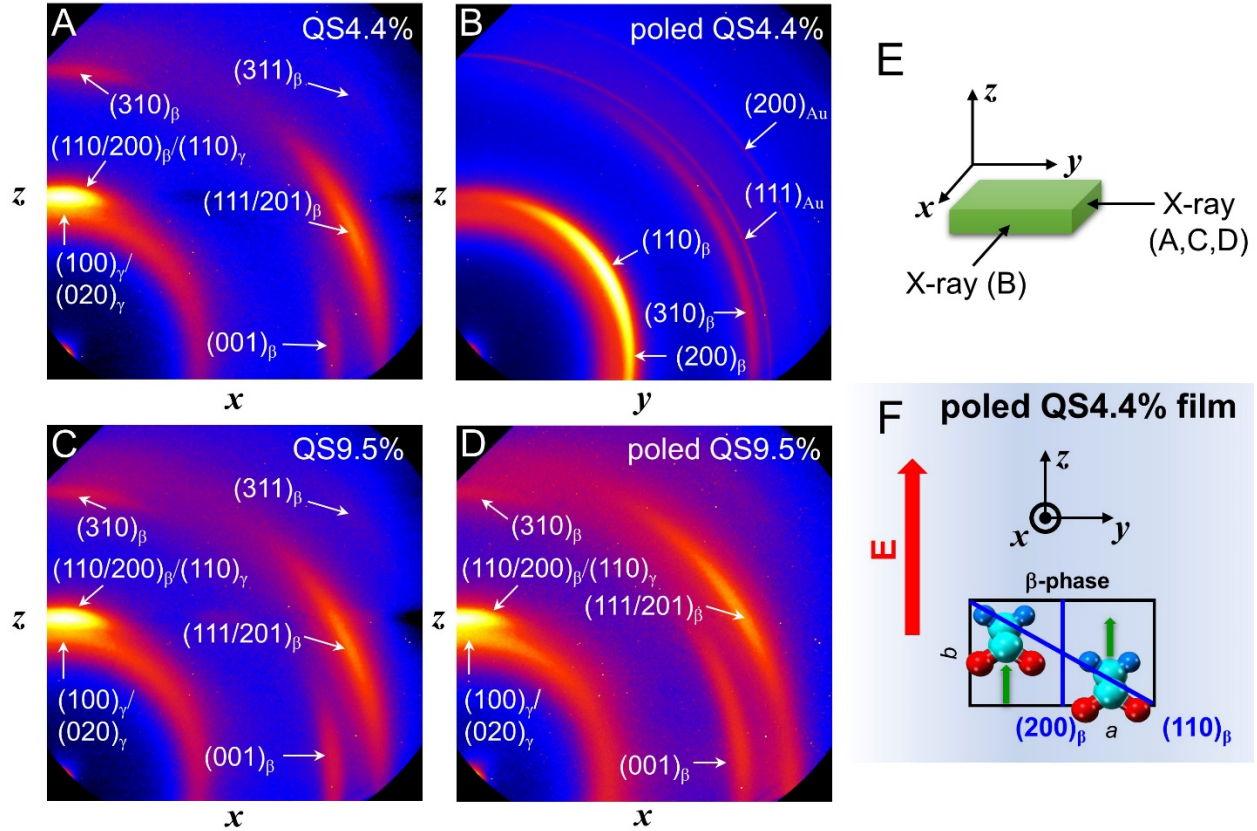 A
QS4.4%
(311)β
(310)β
(110/200)β/(110)γ
z
(111/201)β
(100)γ/
(020)γ
(001)β
x
B
poled QS4.4%
(200)Au
(111)Au
z
(110)β
(310)β
(200)β
y
E
z
y
x
X-ray
(A,C,D)
X-ray (B)
C
QS9.5%
(311)β
(310)β
(110/200)β/(110)γ
z
(111/201)β
(100)γ/
(020)γ
(001)β
x
D
poled QS9.5%
(310)β
(110/200)β/(110)γ
(111/201)β
z
(100)γ/
(020)γ
(001)β
x
F
poled QS4.4% film
z
x
y
E
β-phase
b
(200)β
a
(110)β